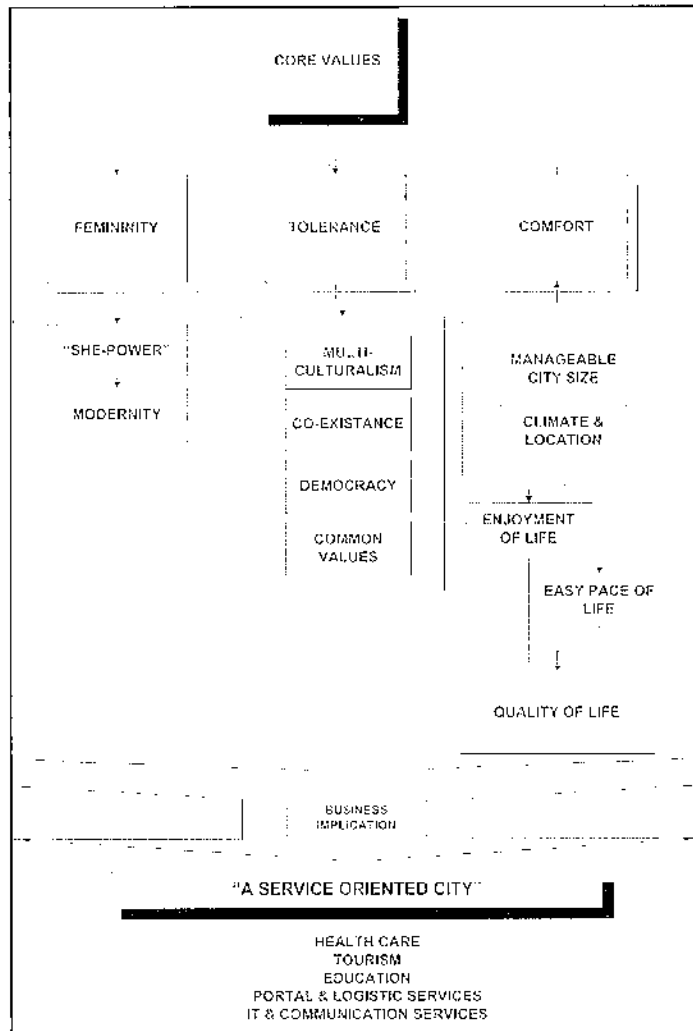 CORE VALUES
FEMININITY
TOLERANCE
COMFORT
"SHE-POWER"
MODERNITY
MULTI-
CULTURALISM
CO-EXISTANCE
DEMOCRACY
COMMON
VALUES
MANAGEABLE
CITY SIZE
CLIMATE &
LOCATION
ENJOYMENT
OF LIFE
EASY PACE OF
LIFE
QUALITY OF LIFE
BUSINESS
IMPLICATION
"A SERVICE ORIENTED CITY"
HEALTH CARE
TOURISM
EDUCATION
PORTAL & LOGISTIC SERVICES
IT & COMMUNICATION SERVICES